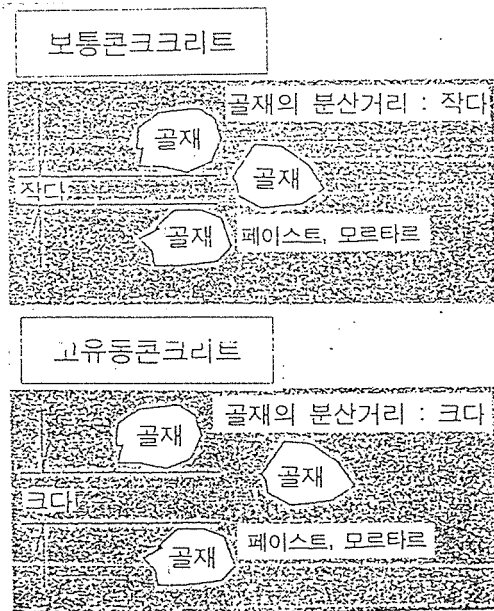 보통콘크크리트
골재의 분산거리 : 작다
골재
골재
작다
골재
페이스트, 모르타르
고유동콘크리트
골재의 분산거리 : 크다
골재
골재
크다
골재
페이스트, 모르타르